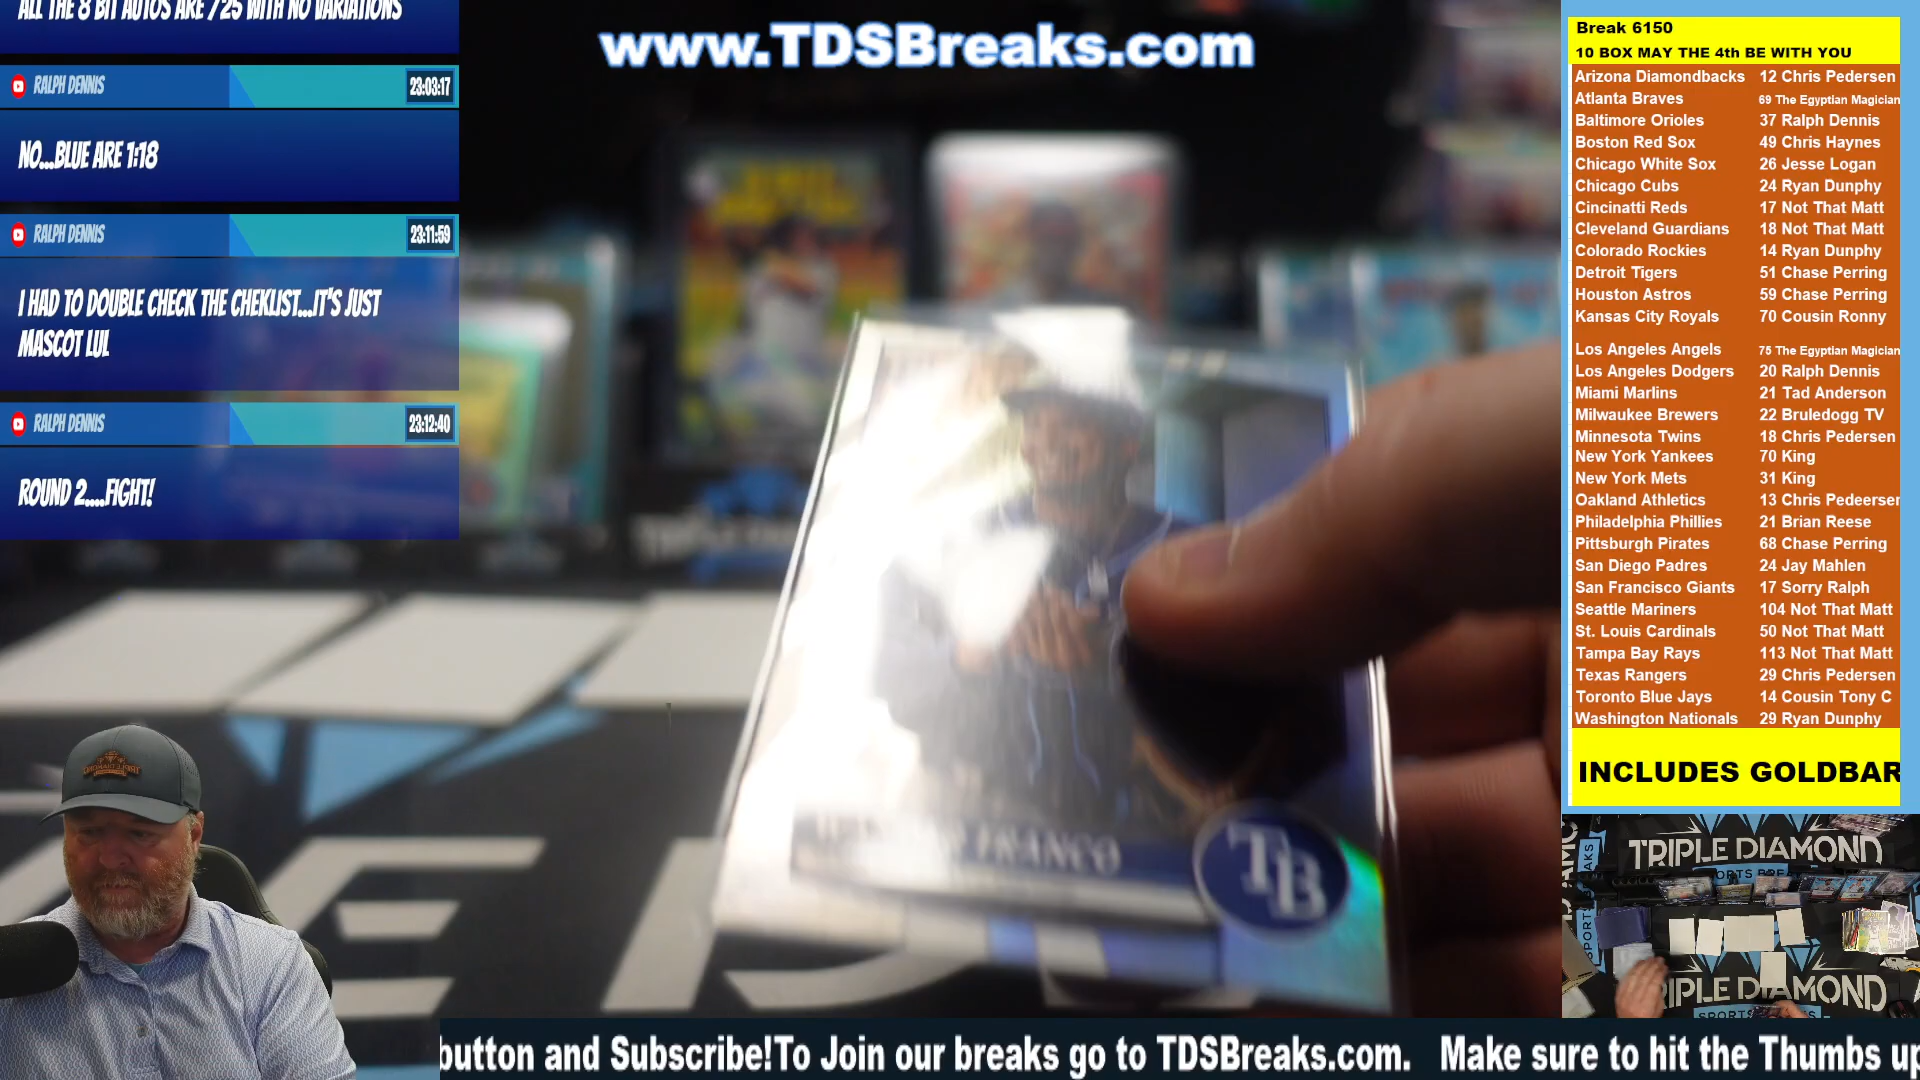 ALL THE 8 BIT AUTOS ARE /25 WITH NO VARIATIONS
RALPH DENNIS 23:03:17
NO...BLUE ARE 1:18
RALPH DENNIS 23:11:59
I HAD TO DOUBLE CHECK THE CHEKLIST...IT'S JUST
MASCOT LUL
RALPH DENNIS 23:12:40
ROUND 2....FIGHT!
www.TDSBreaks.com
FRANCO
TB
Break 6150
10 BOX MAY THE 4th BE WITH YOU
Arizona Diamondbacks 12 Chris Pedersen
Atlanta Braves 69 The Egyptian Magician
Baltimore Orioles 37 Ralph Dennis
Boston Red Sox 49 Chris Haynes
Chicago White Sox 26 Jesse Logan
Chicago Cubs 24 Ryan Dunphy
Cincinatti Reds 17 Not That Matt
Cleveland Guardians 18 Not That Matt
Colorado Rockies 14 Ryan Dunphy
Detroit Tigers 51 Chase Perring
Houston Astros 59 Chase Perring
Kansas City Royals 70 Cousin Ronny
Los Angeles Angels 75 The Egyptian Magician
Los Angeles Dodgers 20 Ralph Dennis
Miami Marlins 21 Tad Anderson
Milwaukee Brewers 22 Bruledogg TV
Minnesota Twins 18 Chris Pedersen
New York Yankees 70 King
New York Mets 31 King
Oakland Athletics 13 Chris Pedeersen
Philadelphia Phillies 21 Brian Reese
Pittsburgh Pirates 68 Chase Perring
San Diego Padres 24 Jay Mahlen
San Francisco Giants 17 Sorry Ralph
Seattle Mariners 104 Not That Matt
St. Louis Cardinals 50 Not That Matt
Tampa Bay Rays 113 Not That Matt
Texas Rangers 29 Chris Pedersen
Toronto Blue Jays 14 Cousin Tony C
Washington Nationals 29 Ryan Dunphy
INCLUDES GOLDBAR
TRIPLE DIAMOND
SPORTS BREAKS
TRIPLE DIAMOND
SPORTS
button and Subscribe!To Join our breaks go to TDSBreaks.com. Make sure to hit the Thumbs up